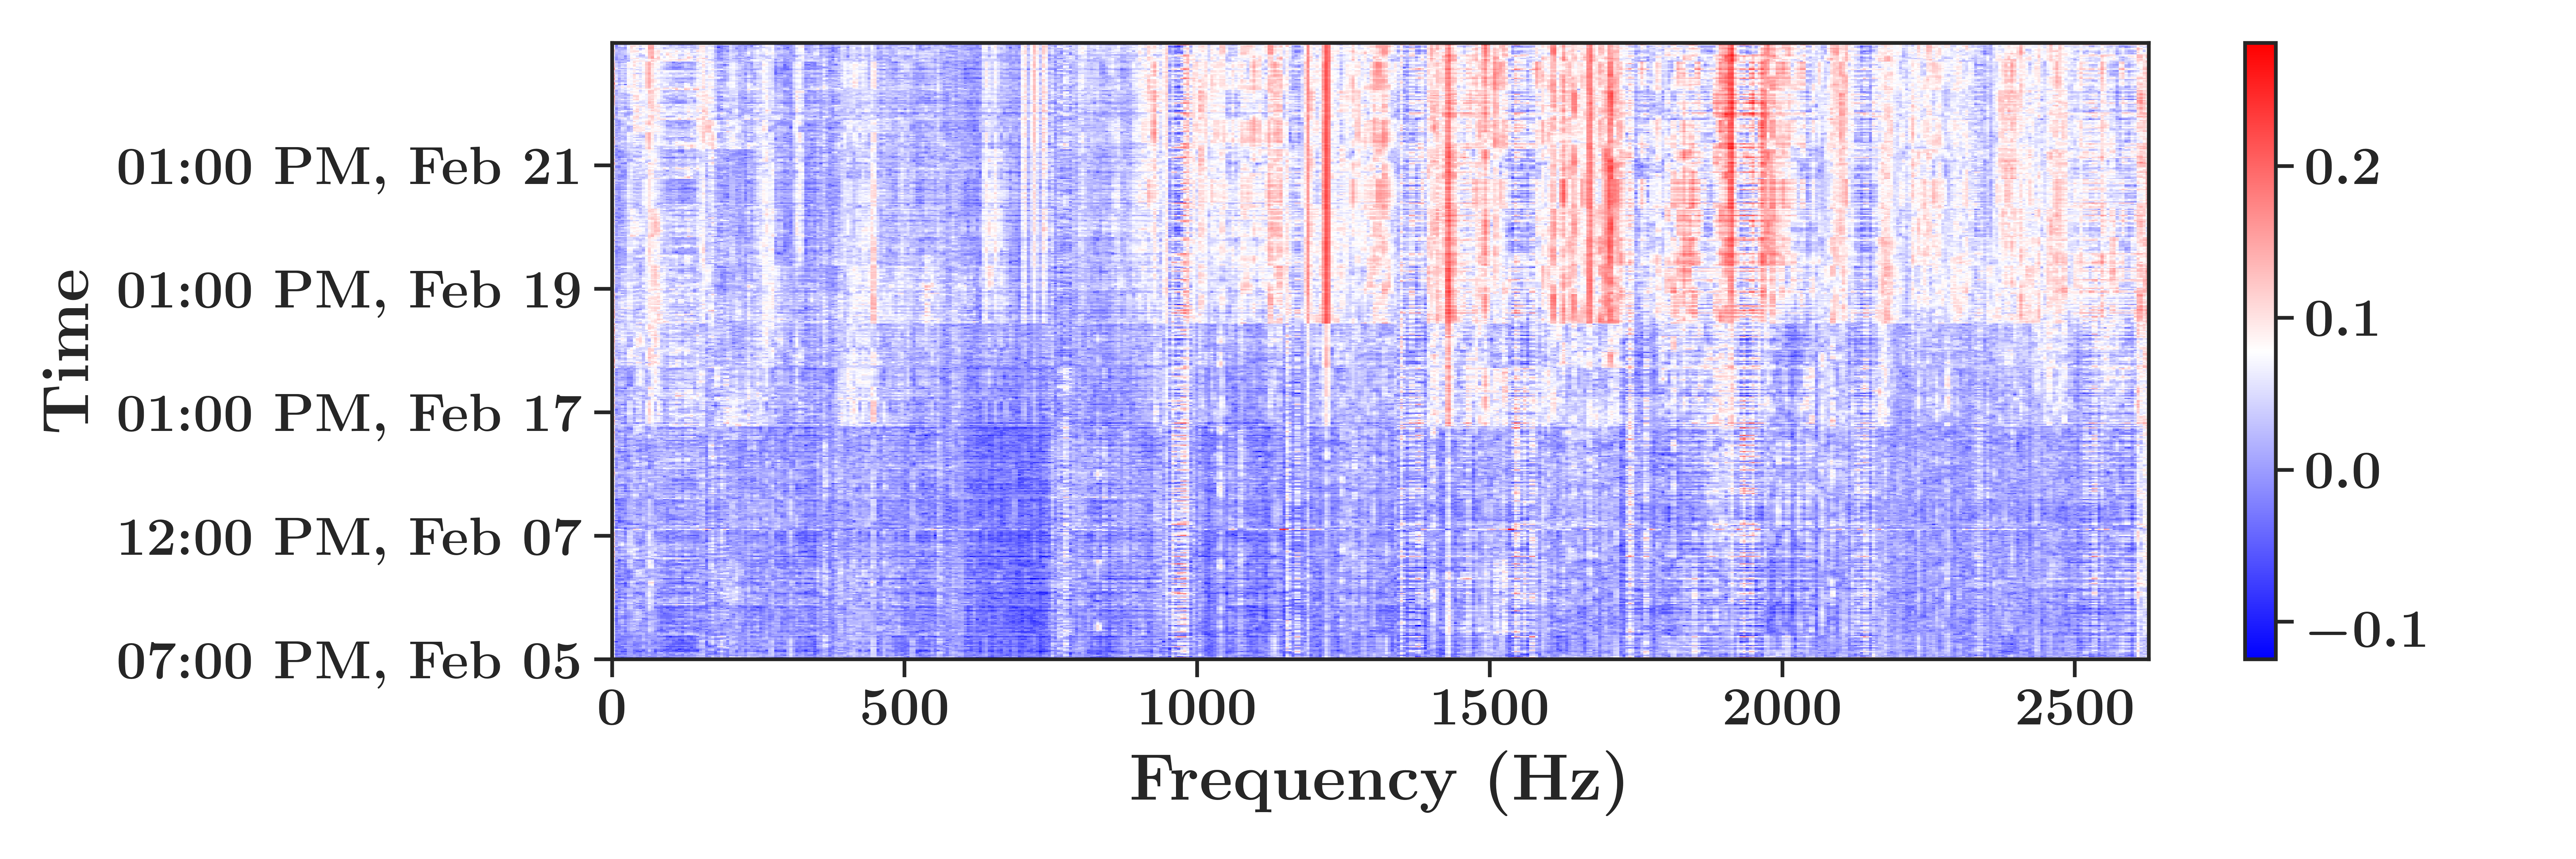 Time
01:00 PM, Feb 21
01:00 PM, Feb 19
01:00 PM, Feb 17
12:00 PM, Feb 07
07:00 PM, Feb 05
0 500 1000 1500 2000 2500
Frequency (Hz)
0.2
0.1
0.0
−0.1